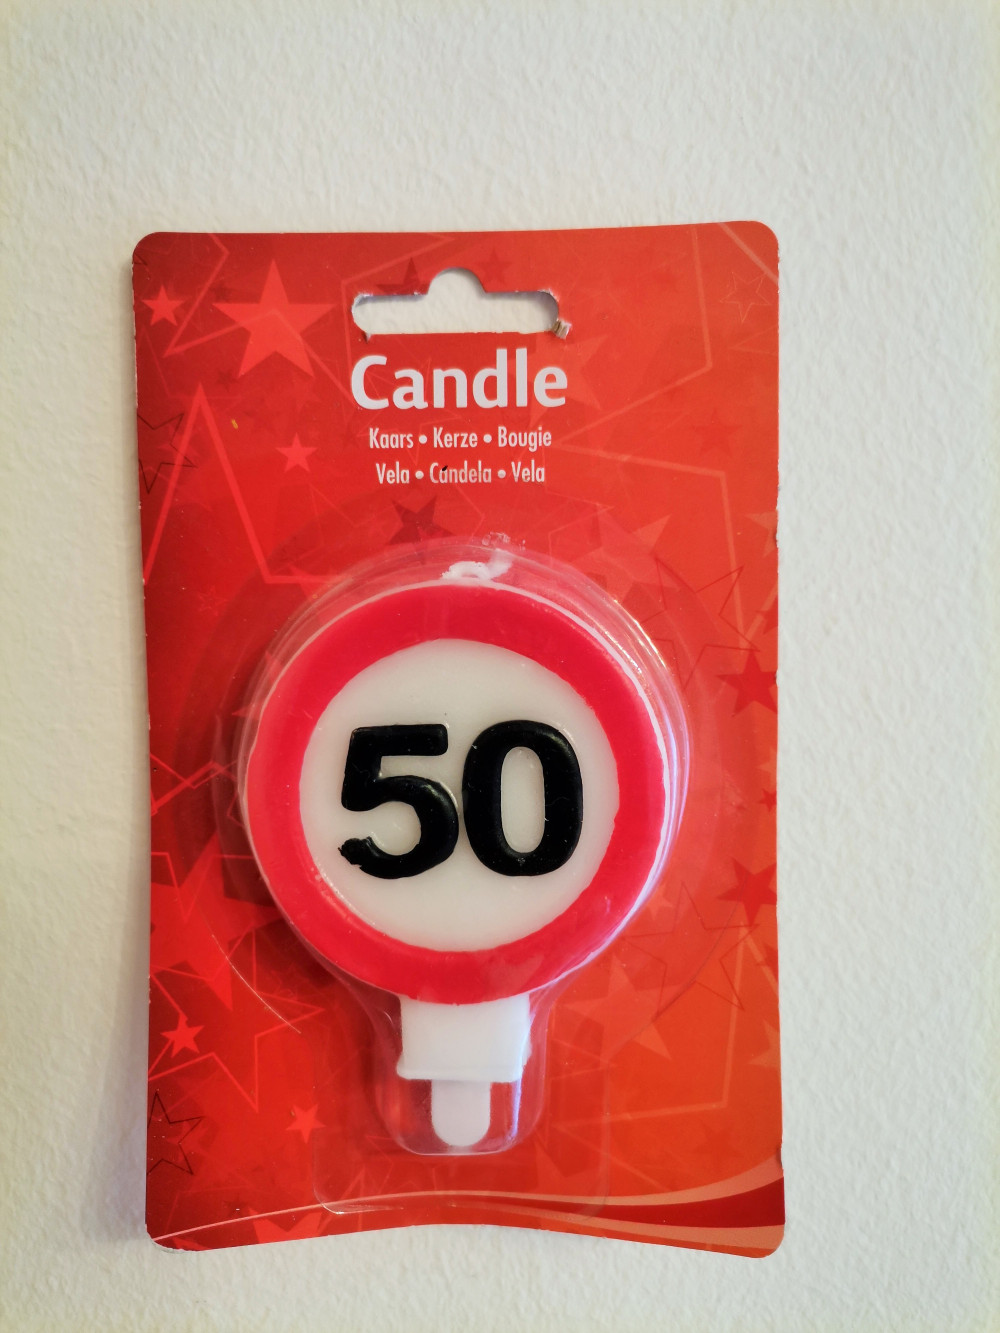 Candle
Kaars • Kerze • Bougie
Vela • Candela • Vela
50